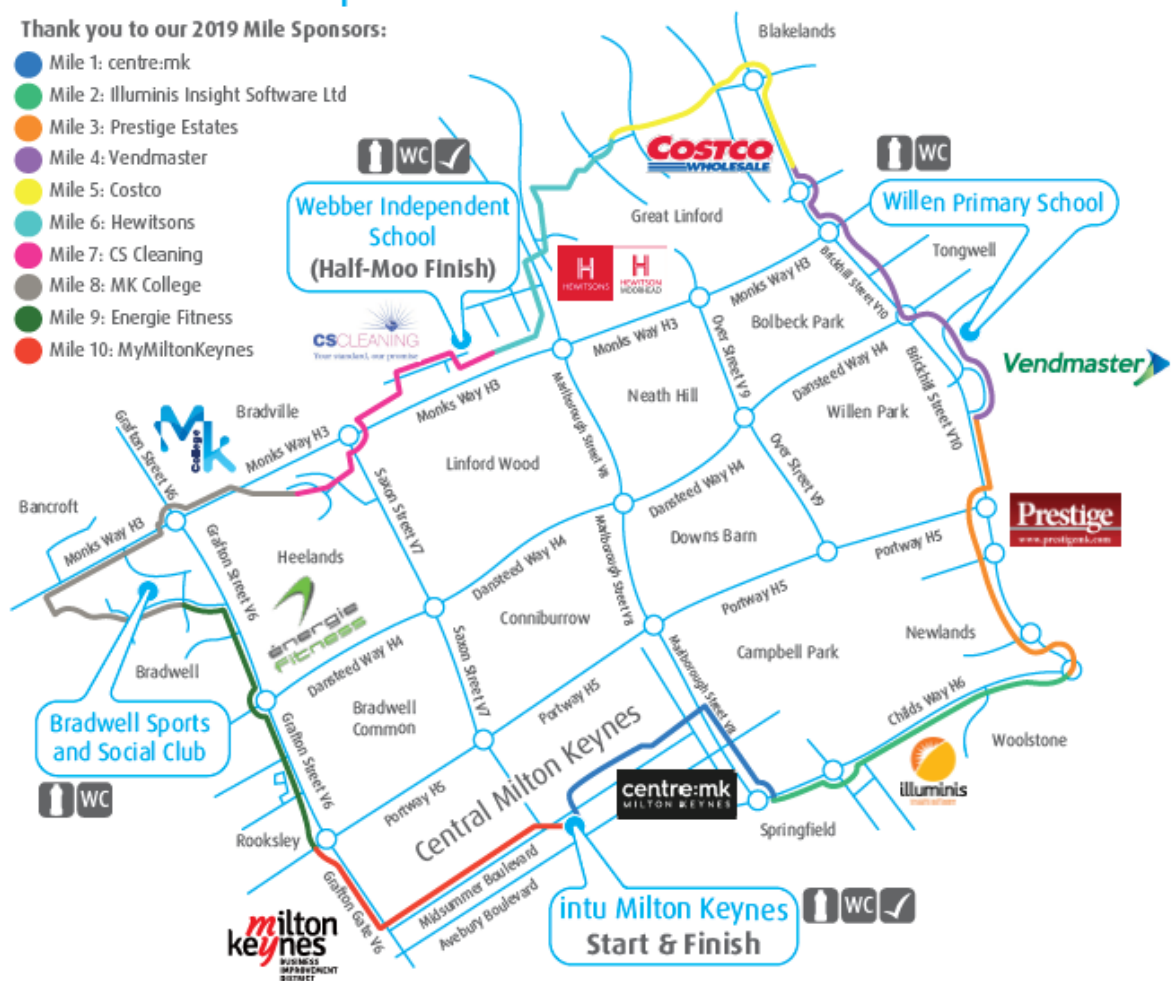 Thank you to our 2019 Mile Sponsors:
Mile 1: centre:mk
Mile 2: Illuminis Insight Software Ltd
Mile 3: Prestige Estates
Mile 4: Vendmaster
Mile 5: Costco
Mile 6: Hewitsons
Mile 7: CS Cleaning
Mile 8: MK College
Mile 9: Energie Fitness
Mile 10: MyMiltonKeynes
Blakelands
WC
WC
COSTCO
WHOLESALE
Webber Independent
School
(Half-Moo Finish)
Willen Primary School
Great Linford
Tongwell
H
HEWITSONS
H
HEWITSON
MOORHEAD
Monks Way H3
Brickhill Street V10
Bolbeck Park
CSCLEANING
Your standard, our promise
Monks Way H3
Over Street V9
Dansteed Way H4
Brickhill Street V10
Vendmaster
Neath Hill
Willen Park
Monks Way H3
Marlborough Street V8
Bradville
Grafton Street V6
MK
College
Monks Way H3
Linford Wood
Saxon Street V7
Dansteed Way H4
Over Street V9
Bancroft
Monks Way H3
Grafton Street V6
Heelands
Downs Barn
Marlborough Street V8
Portway H5
Prestige
www.prestigemk.com
Dansteed Way H4
énergie
fitness
Conniburrow
Portway H5
Newlands
Bradwell
Dansteed Way H4
Saxon Street V7
Campbell Park
Marlborough Street V8
Childs Way H6
Bradwell Sports
and Social Club
Bradwell
Common
Portway H5
Woolstone
Grafton Street V6
WC
Portway H5
Central Milton Keynes
centre:mk
MILTON KEYNES
illuminis
Springfield
Rooksley
Grafton Gate V6
Midsummer Boulevard
Avebury Boulevard
intu Milton Keynes
Start & Finish
WC
milton
keynes
BUSINESS
IMPROVEMENT
DISTRICT